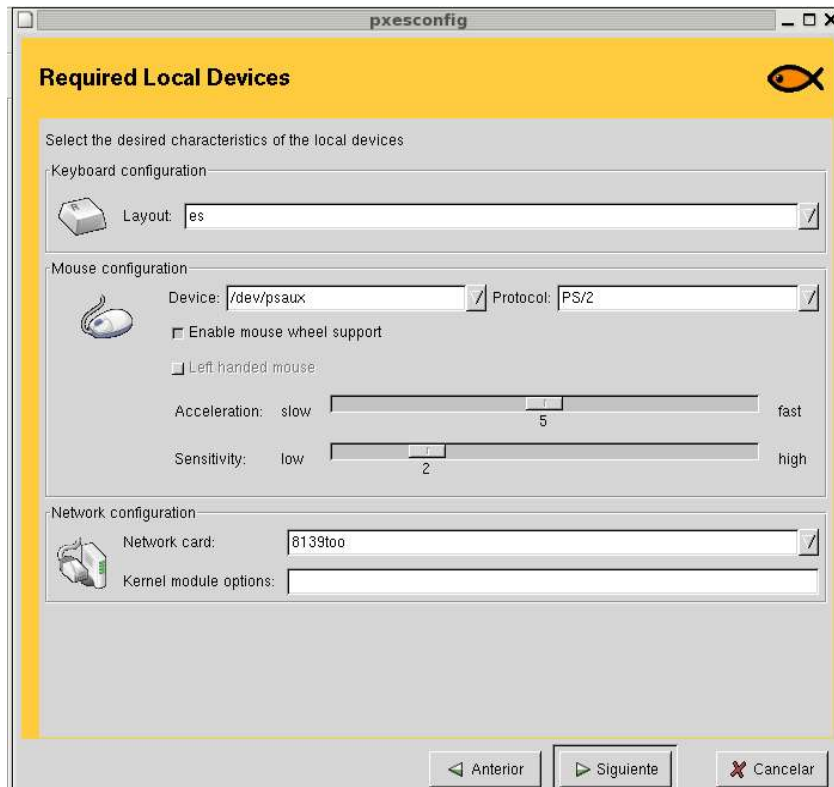 pxesconfig
Required Local Devices
Select the desired characteristics of the local devices
Keyboard configuration
Layout: es
Mouse configuration
Device: /dev/psaux Protocol: PS/2
Enable mouse wheel support
Left handed mouse
Acceleration: slow fast
5
Sensitivity: low high
2
Network configuration
Network card: 8139too
Kernel module options:
Anterior Siguiente Cancelar